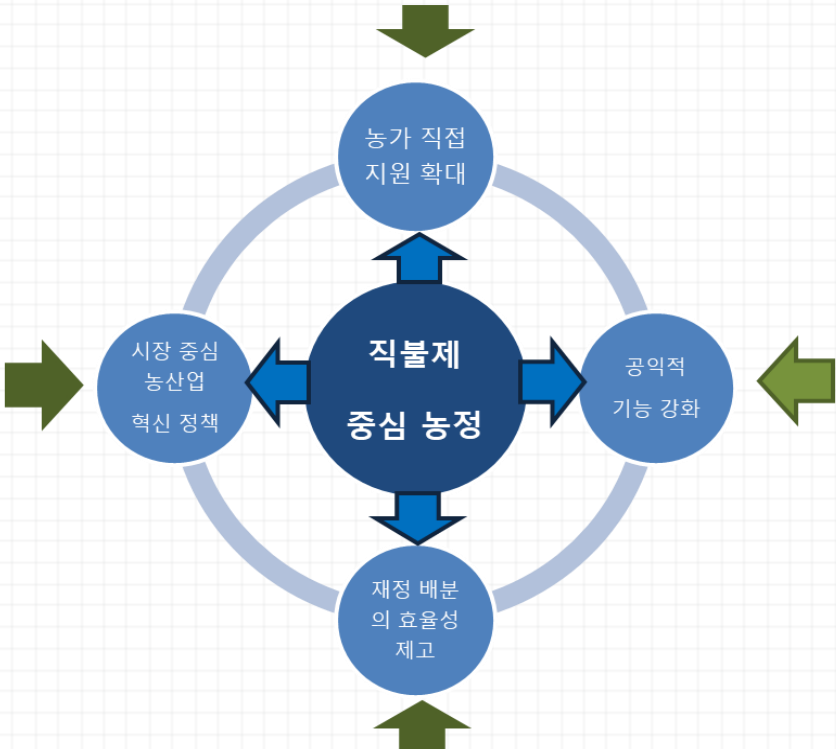 농가 직접
지원 확대
시장 중심
농산업
혁신 정책
직불제
중심 농정
공익적
기능 강화
재정 배분
의 효율성
제고